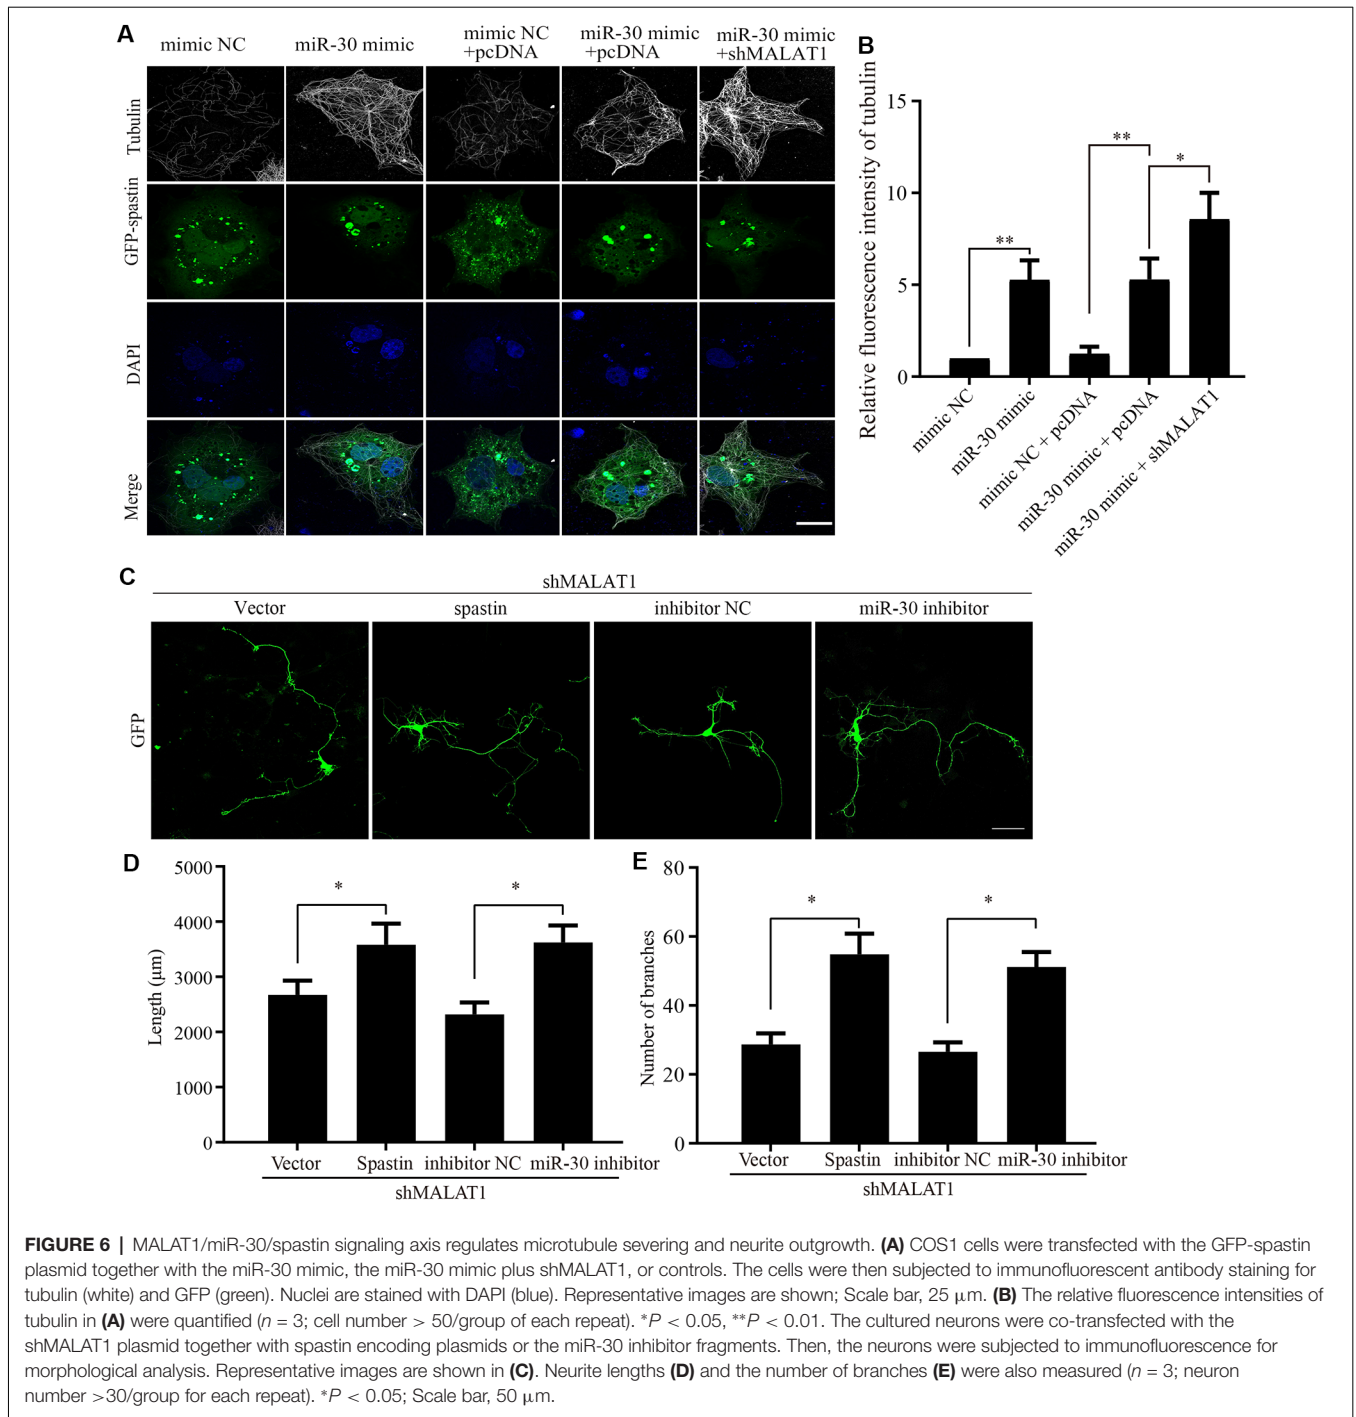 A
mimic NC
miR-30 mimic
mimic NC
+pcDNA
miR-30 mimic
+pcDNA
miR-30 mimic
+shMALAT1
Tubulin
GFP-spastin
DAPI
Merge
B
Relative fluorescence intensity of tubulin
15
10
5
0
**
**
*
mimic NC
miR-30 mimic
mimic NC + pcDNA
miR-30 mimic + pcDNA
miR-30 mimic + shMALAT1
C
shMALAT1
Vector
spastin
inhibitor NC
miR-30 inhibitor
GFP
D
Length (μm)
5000
4000
3000
2000
1000
0
*
*
Vector
Spastin
inhibitor NC
miR-30 inhibitor
shMALAT1
E
Number of branches
80
60
40
20
0
*
*
Vector
Spastin
inhibitor NC
miR-30 inhibitor
shMALAT1
FIGURE 6 | MALAT1/miR-30/spastin signaling axis regulates microtubule severing and neurite outgrowth. (A) COS1 cells were transfected with the GFP-spastin
plasmid together with the miR-30 mimic, the miR-30 mimic plus shMALAT1, or controls. The cells were then subjected to immunofluorescent antibody staining for
tubulin (white) and GFP (green). Nuclei are stained with DAPI (blue). Representative images are shown; Scale bar, 25 μm. (B) The relative fluorescence intensities of
tubulin in (A) were quantified (n = 3; cell number > 50/group of each repeat). *P < 0.05, **P < 0.01. The cultured neurons were co-transfected with the
shMALAT1 plasmid together with spastin encoding plasmids or the miR-30 inhibitor fragments. Then, the neurons were subjected to immunofluorescence for
morphological analysis. Representative images are shown in (C). Neurite lengths (D) and the number of branches (E) were also measured (n = 3; neuron
number >30/group for each repeat). *P < 0.05; Scale bar, 50 μm.